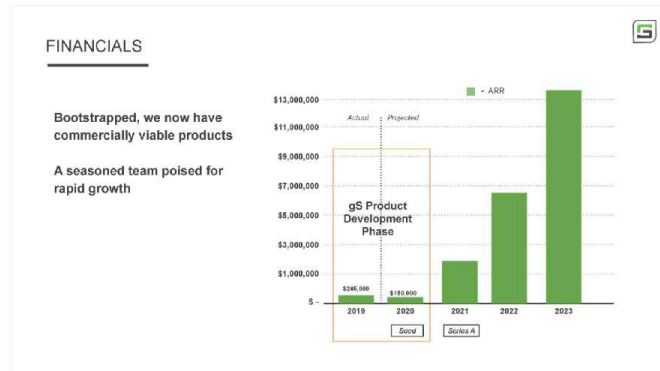 FINANCIALS
Bootstrapped, we now have
commercially viable products
A seasoned team poised for
rapid growth
- ARR
$13,000,000
$11,000,000
$9,000,000
$7,000,000
$5,000,000
$3,000,000
$1,000,000
$ -
Actual
Projected
gS Product
Development
Phase
$245,000
$150,000
2019
2020
2021
2022
2023
Seed
Series A